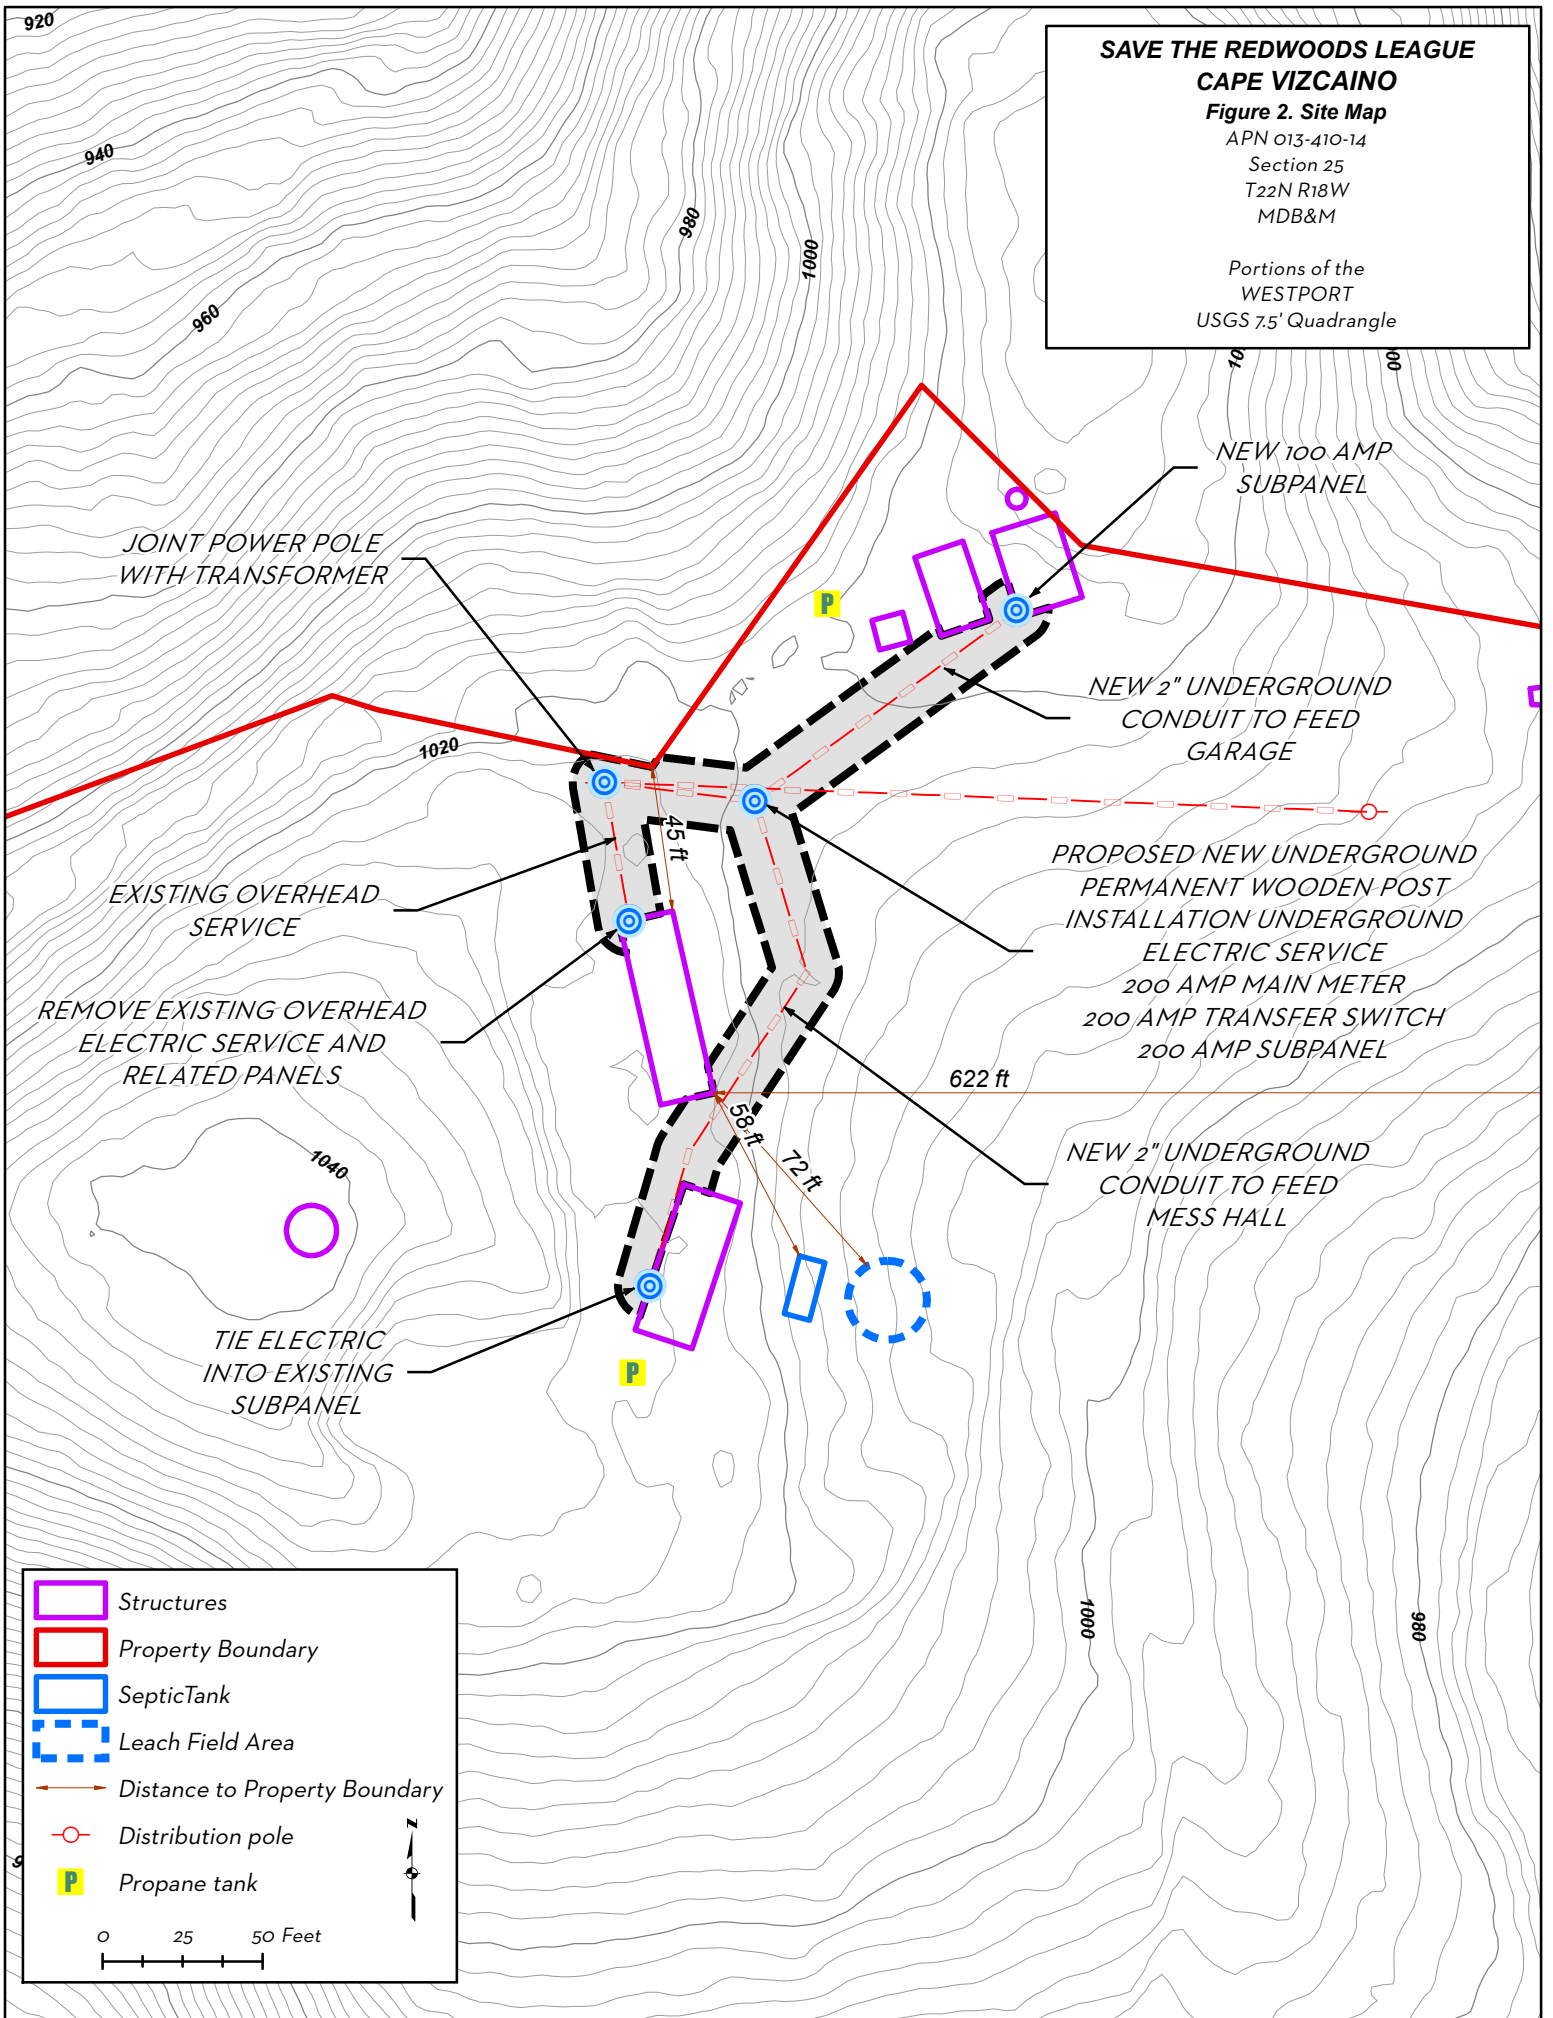 920
SAVE THE REDWOODS LEAGUE
CAPE VIZCAINO
Figure 2. Site Map
APN 013-410-14
Section 25
T22N R18W
MDB&M
Portions of the
WESTPORT
USGS 7.5' Quadrangle
940
980
1000
960
NEW 100 AMP
SUBPANEL
JOINT POWER POLE
WITH TRANSFORMER
P
NEW 2" UNDERGROUND
CONDUIT TO FEED
GARAGE
1020
45 ft
EXISTING OVERHEAD
SERVICE
PROPOSED NEW UNDERGROUND
PERMANENT WOODEN POST
INSTALLATION UNDERGROUND
ELECTRIC SERVICE
200 AMP MAIN METER
200 AMP TRANSFER SWITCH
200 AMP SUBPANEL
REMOVE EXISTING OVERHEAD
ELECTRIC SERVICE AND
RELATED PANELS
622 ft
58 ft
72 ft
1040
NEW 2" UNDERGROUND
CONDUIT TO FEED
MESS HALL
TIE ELECTRIC
INTO EXISTING
SUBPANEL
P
1000
980
Structures
Property Boundary
SepticTank
Leach Field Area
Distance to Property Boundary
Distribution pole
P Propane tank
N
0 25 50 Feet